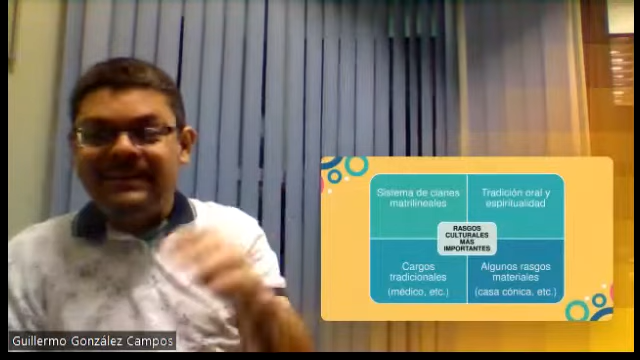 Sistema de clanes
matrilineales
Tradición oral y
espiritualidad
RASGOS
CULTURALES
MÁS
IMPORTANTES
Cargos
tradicionales
(médico, etc.)
Algunos rasgos
materiales
(casa cónica, etc.)
Guillermo González Campos